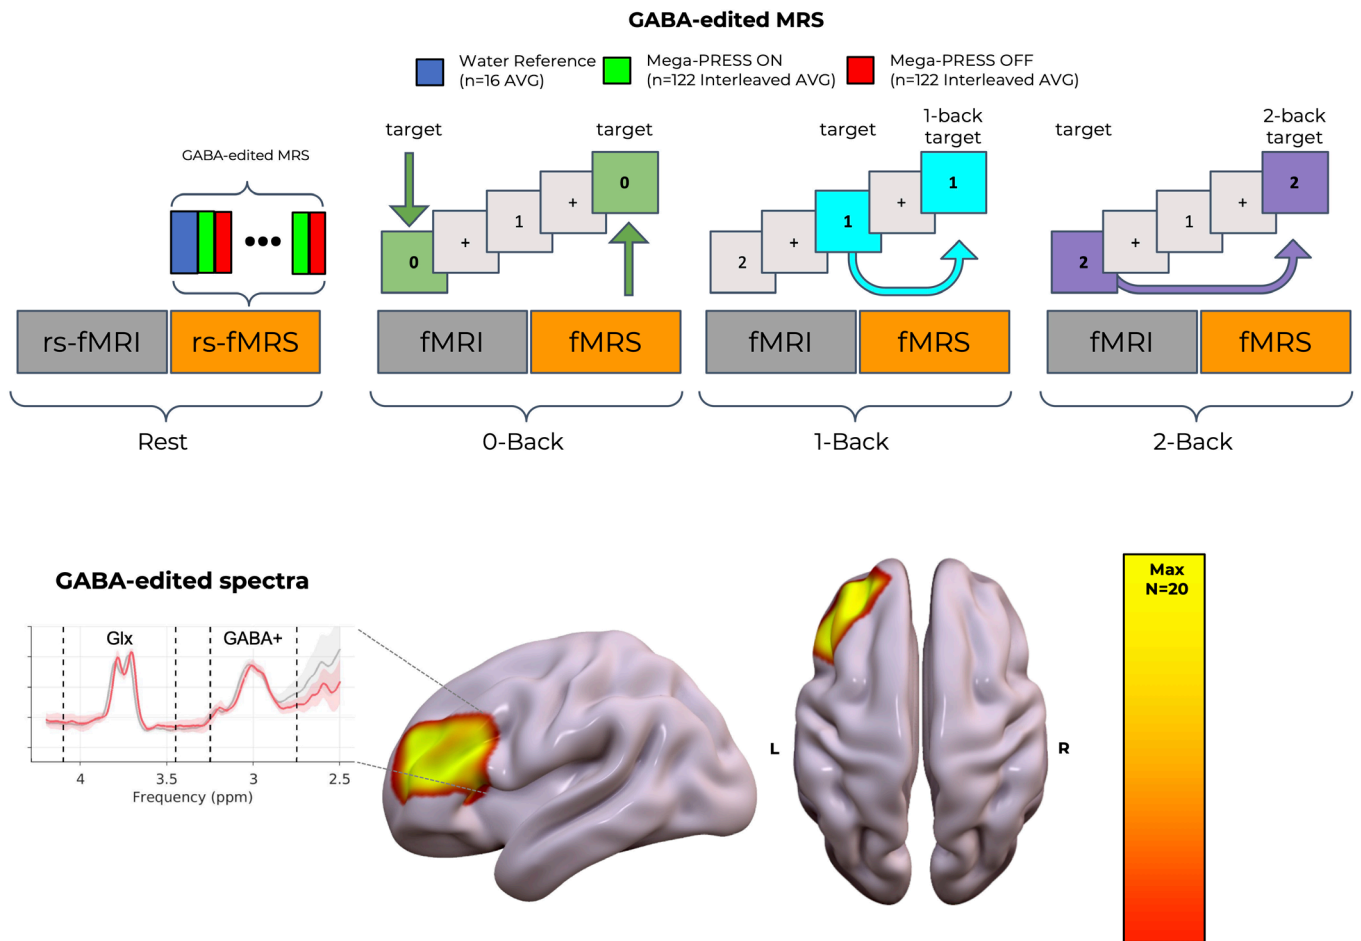 GABA-edited MRS
Water Reference
(n=16 AVG)
Mega-PRESS ON
(n=122 Interleaved AVG)
Mega-PRESS OFF
(n=122 Interleaved AVG)
GABA-edited MRS
rs-fMRI
rs-fMRS
Rest
target
target
0
+
1
+
0
fMRI
fMRS
0-Back
target
1-back
target
2
+
1
+
1
fMRI
fMRS
1-Back
target
2-back
target
2
+
1
+
2
fMRI
fMRS
2-Back
GABA-edited spectra
Glx
GABA+
4
3.5
3
2.5
Frequency (ppm)
L
R
Max
N=20